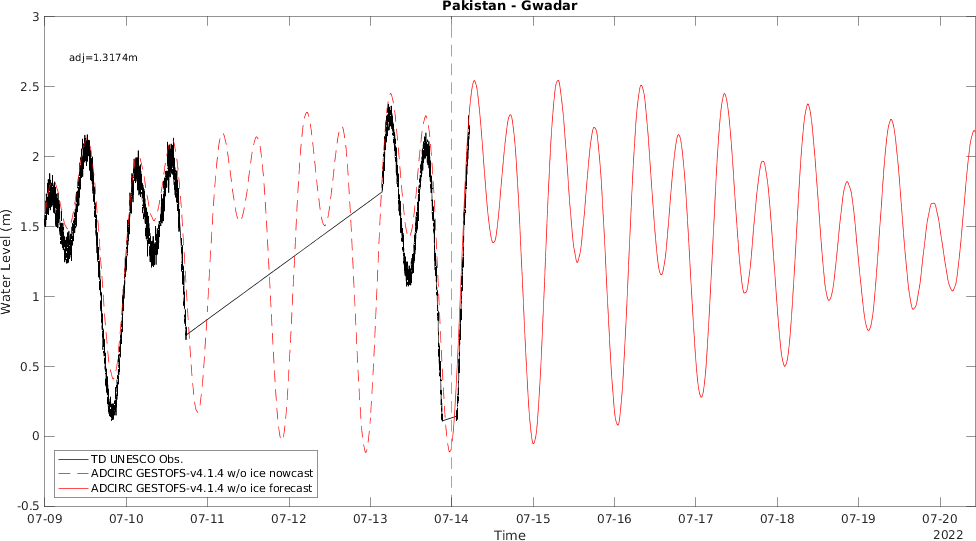 Pakistan - Gwadar
3
adj=1.3174m
2.5
2
1.5
1
0.5
0
-0.5
Water Level (m)
TD UNESCO Obs.
ADCIRC GESTOFS-v4.1.4 w/o ice nowcast
ADCIRC GESTOFS-v4.1.4 w/o ice forecast
07-09 07-10 07-11 07-12 07-13 07-14 07-15 07-16 07-17 07-18 07-19 07-20
Time
2022